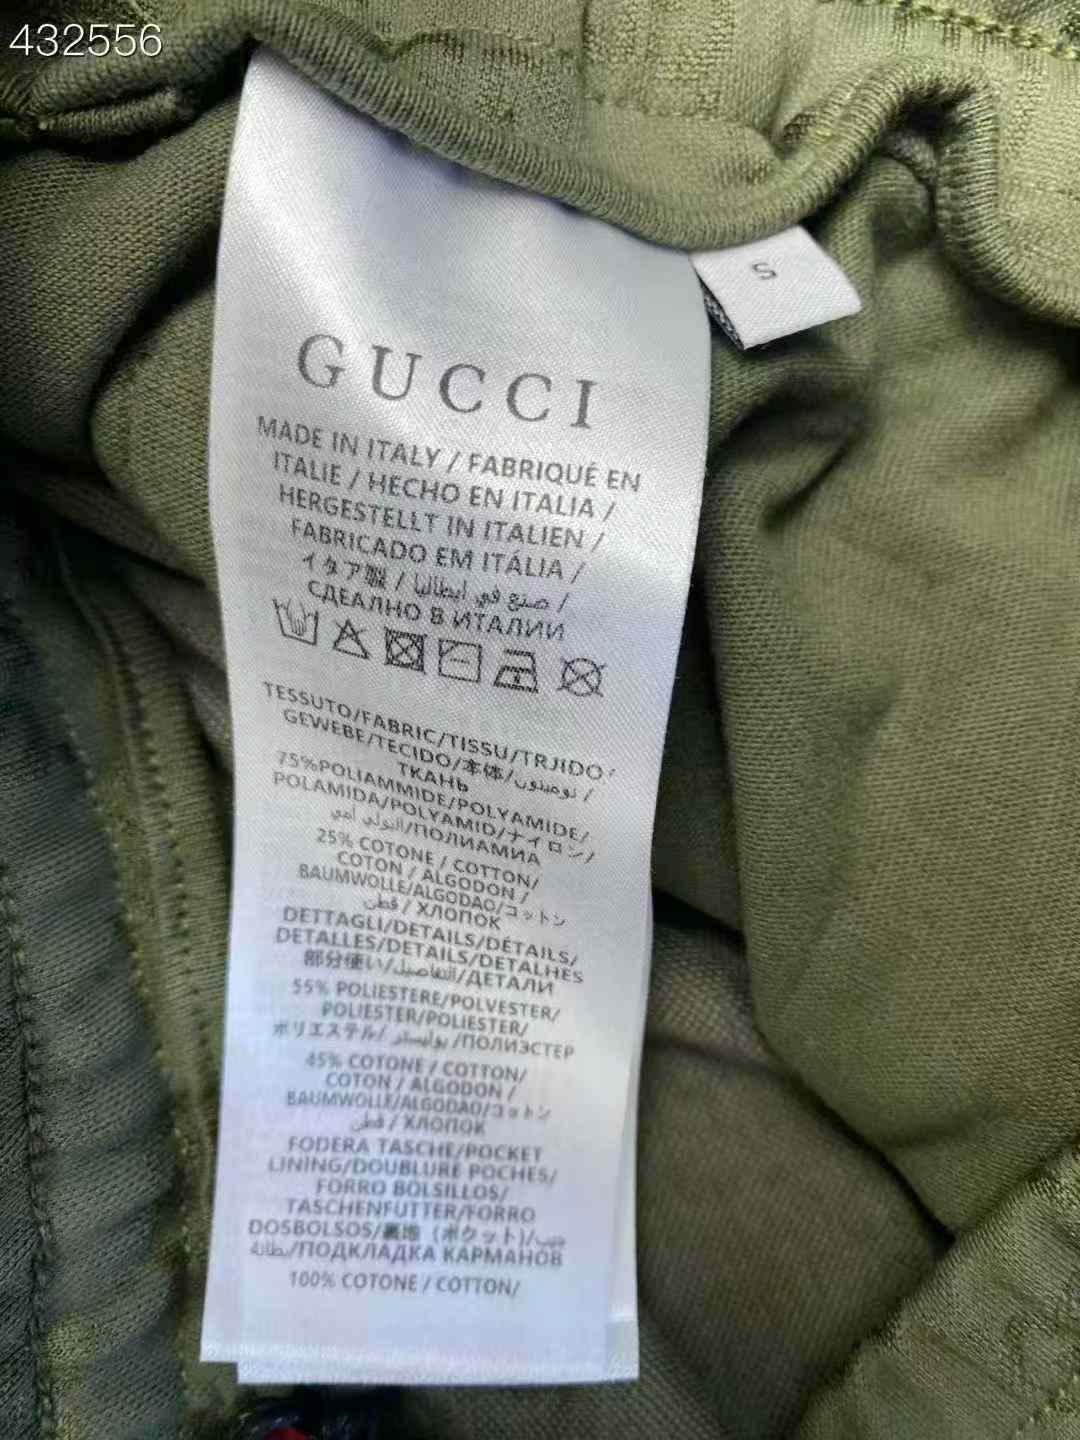 432556
S
GUCCI
MADE IN ITALY / FABRIQUÉ EN
ITALIE / HECHO EN ITALIA /
HERGESTELLT IN ITALIEN /
FABRICADO EM ITÁLIA /
イタア製 / صنع في ايطاليا /
СДЕАЛНО В ИТАЛИИ
TESSUTO/FABRIC/TISSU/TRJIDO/
GEWEBE/TECIDO/本体/ /
ТКАНЬ
75%POLIAMMIDE/POLYAMIDE/
POLAMIDA/POLYAMID/ナイロン/
البولي أمي/ПОЛИАМИА
25% COTONE / COTTON/
COTON / ALGODON /
BAUMWOLLE/ALGODAO/コットン
قطن / ХЛОПОК
DETTAGLI/DETAILS/DÉTAILS/
DETALLES/DETAILS/DETALHES
部分使い/التفاصيل/ДЕТАЛИ
55% POLIESTERE/POLVESTER/
POLIESTER/POLIESTER/
ポリエステル/ بوليستر /ПОЛИЭСТЕР
45% COTONE / COTTON/
COTON / ALGODON /
BAUMWOLLE/ALGODAO/コットン
قطن / ХЛОПОК
FODERA TASCHE/POCKET
LINING/DOUBLURE POCHES/
FORRO BOLSILLOS/
TASCHENFUTTER/FORRO
DOSBOLSOS/裏地 (ポケット)/جيب
بطانة/ПОДКЛАДКА КАРМАНОВ
100% COTONE / COTTON/